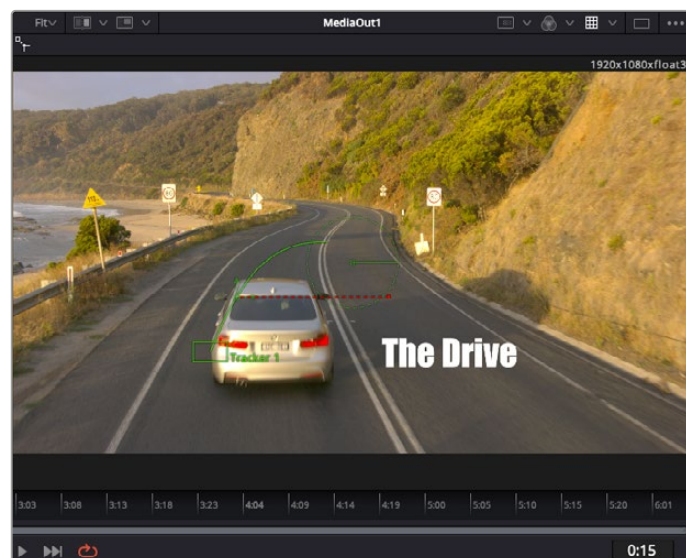 Fit MediaOut1
1920x1080xfloat3
Tracker 1
The Drive
3:03 3:08 3:13 3:18 3:23 4:04 4:09 4:14 4:19 5:00 5:05 5:10 5:15 5:20 6:01
0:15